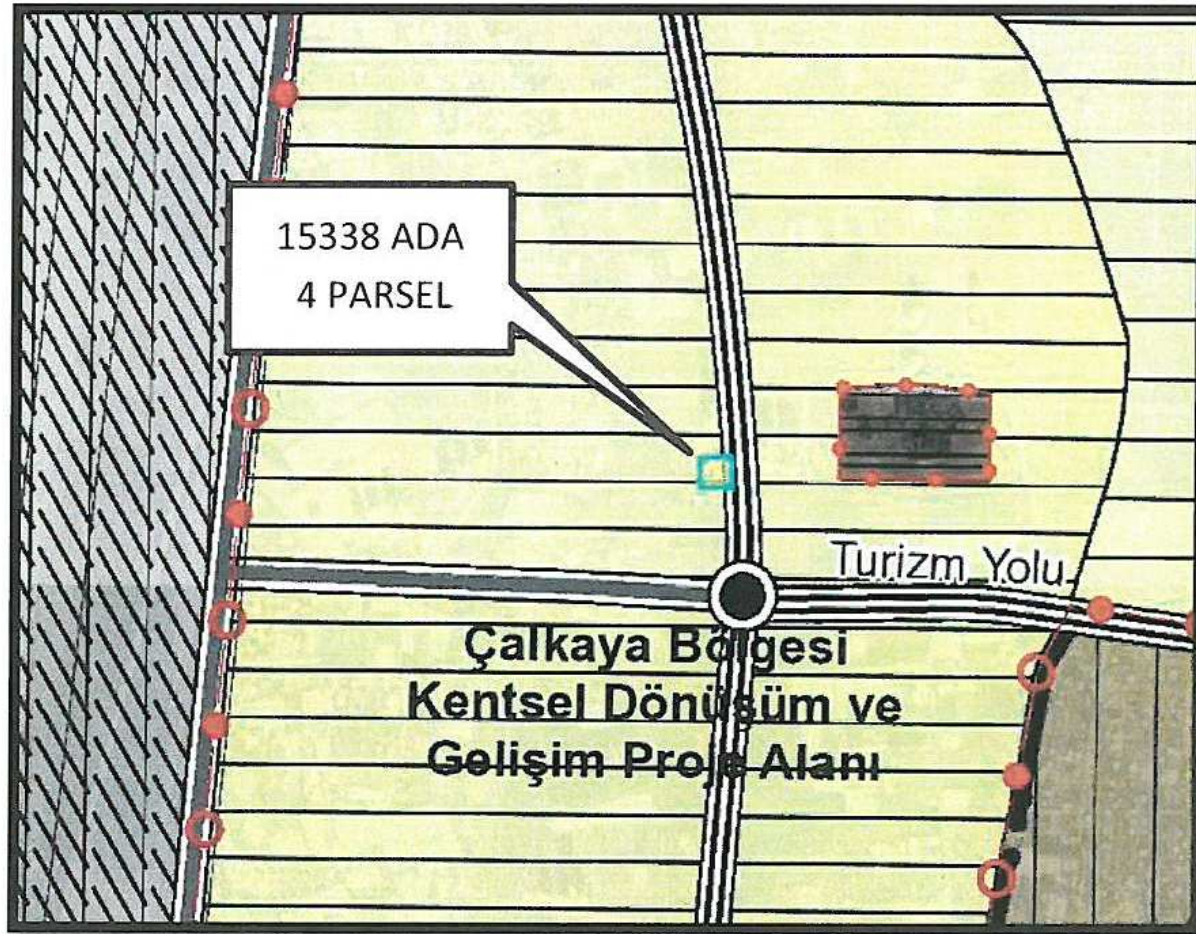 15338 ADA
4 PARSEL
Turizm Yolu
Çalkaya Bölgesi
Kentsel Dönüşüm ve
Gelişim Proje Alanı